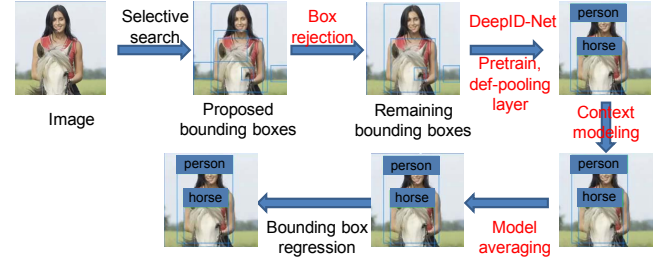 Selective
search
Box
rejection
DeepID-Net
Pretrain,
def-pooling
layer
person
horse
Image
Proposed
bounding boxes
Remaining
bounding boxes
Context
modeling
person
horse
person
horse
person
horse
Bounding box
regression
Model
averaging